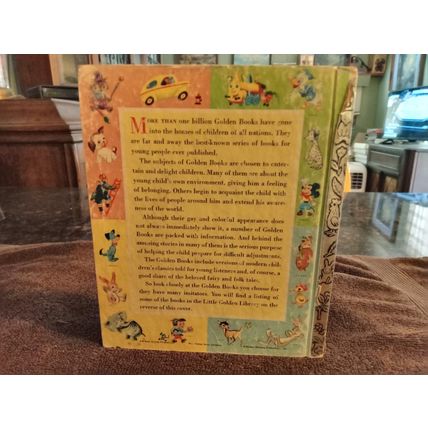 MORE THAN ONE billion Golden Books have gone
into the homes of children of all nations. They
are far and away the best-known series of books for
young people ever published.
The subjects of Golden Books are chosen to enter-
tain and delight children. Many of them are about the
young child's own environment, giving him a feeling
of belonging. Others begin to acquaint the child with
the lives of people around him and extend his aware-
ness of the world.
Although their gay and colorful appearance does
not always immediately show it, a number of Golden
Books are packed with information. And behind the
amazing stories in many of them is the serious purpose
of helping the child prepare for difficult adjustments.
The Golden Books include versions of modern chil-
dren's classics told for young listeners and, of course, a
good share of the beloved fairy and folk tales.
So look closely at the Golden Books you choose for
they have many imitators. You will find a listing of
some of the books in the Little Golden Library on the
reverse of this cover.